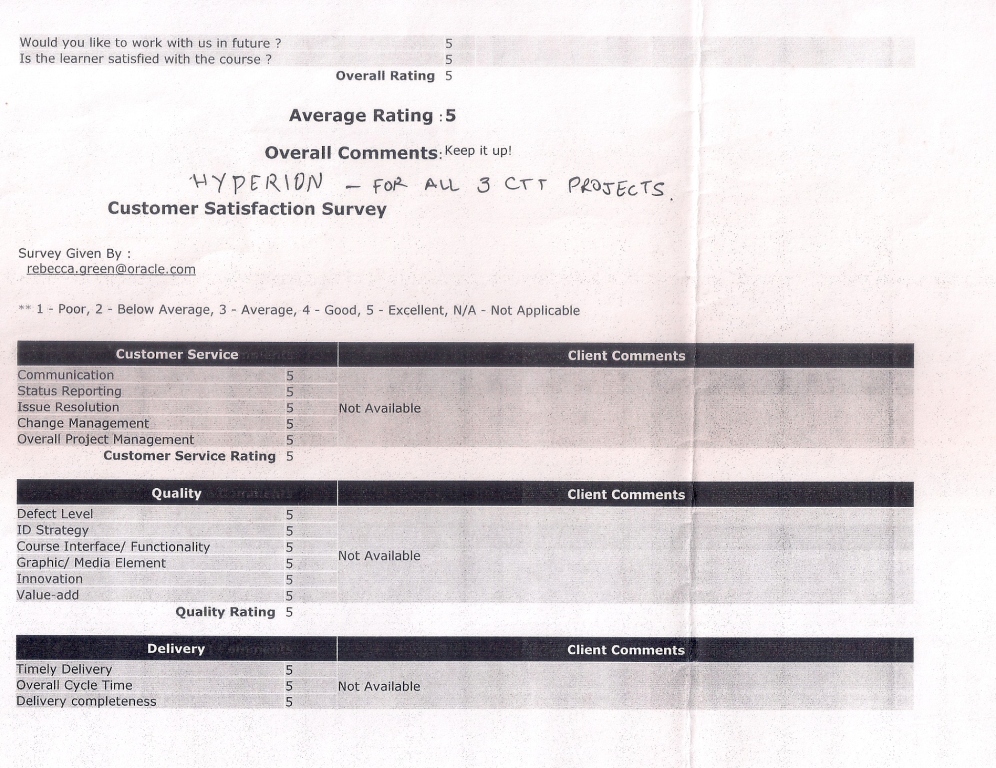 Would you like to work with us in future ? 5
Is the learner satisfied with the course ? 5
Overall Rating 5
Average Rating :5
Overall Comments: Keep it up!
HYPERION - FOR ALL 3 CTT PROJECTS.
Customer Satisfaction Survey
Survey Given By :
rebecca.green@oracle.com
** 1 - Poor, 2 - Below Average, 3 - Average, 4 - Good, 5 - Excellent, N/A - Not Applicable
Customer Service Client Comments
Communication 5
Status Reporting 5
Issue Resolution 5 Not Available
Change Management 5
Overall Project Management 5
Customer Service Rating 5
Quality Client Comments
Defect Level 5
ID Strategy 5
Course Interface/ Functionality 5
Graphic/ Media Element 5 Not Available
Innovation 5
Value-add 5
Quality Rating 5
Delivery Client Comments
Timely Delivery 5
Overall Cycle Time 5 Not Available
Delivery completeness 5